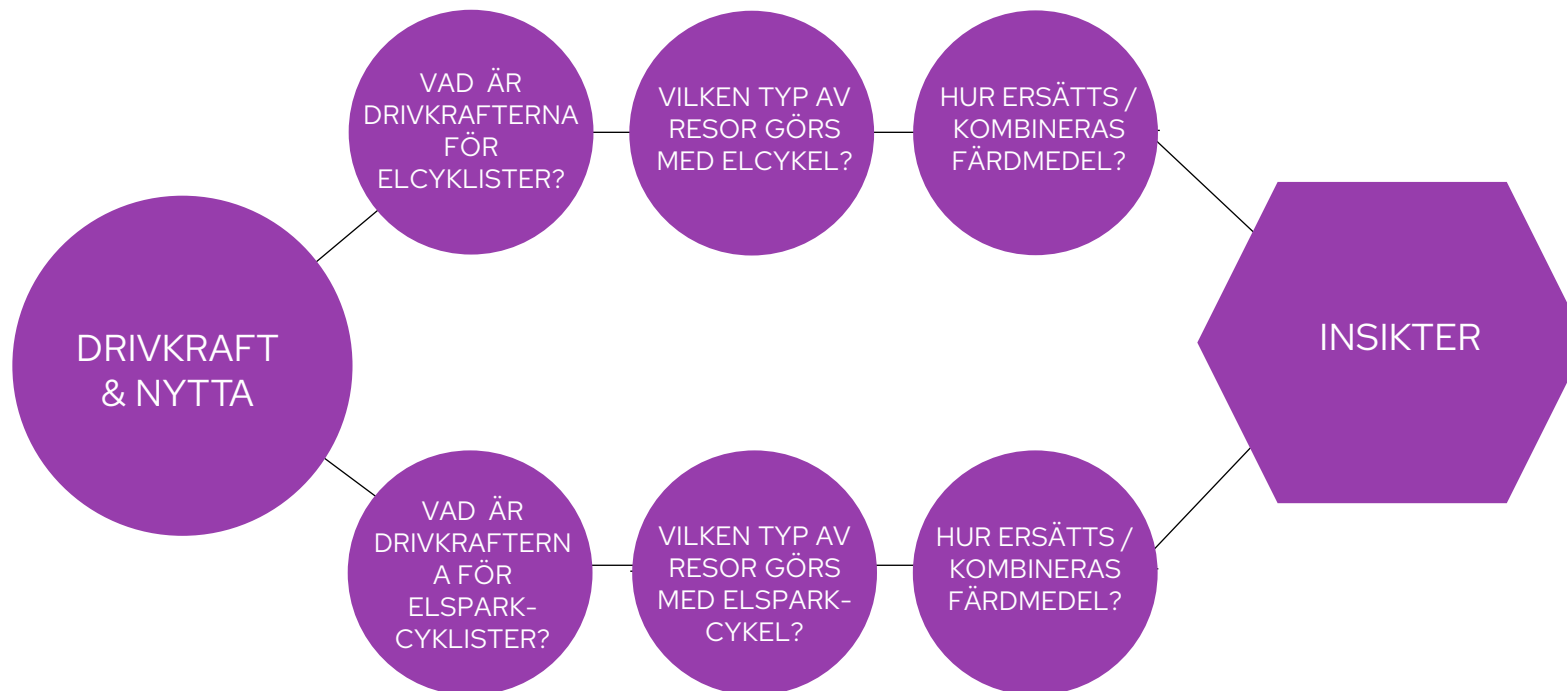 DRIVKRAFT
& NYTTA
VAD ÄR
DRIVKRAFTERNA
FÖR
ELCYKLISTER?
VILKEN TYP AV
RESOR GÖRS
MED ELCYKEL?
HUR ERSÄTTS /
KOMBINERAS
FÄRDMEDEL?
VAD ÄR
DRIVKRAFTERN
A FÖR
ELSPARK-
CYKLISTER?
VILKEN TYP AV
RESOR GÖRS
MED ELSPARK-
CYKEL?
HUR ERSÄTTS /
KOMBINERAS
FÄRDMEDEL?
INSIKTER